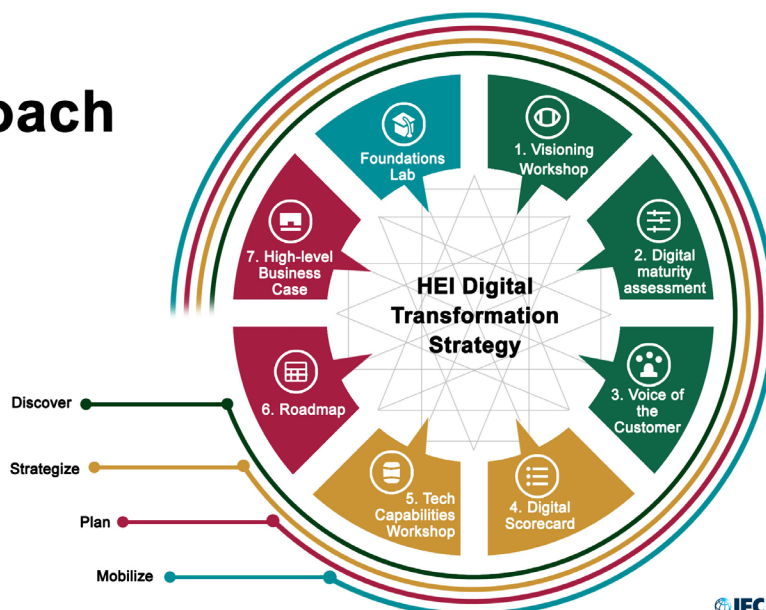 oach
Foundations
Lab
1. Visioning
Workshop
2. Digital
maturity
assessment
3. Voice of
the
Customer
4. Digital
Scorecard
5. Tech
Capabilities
Workshop
6. Roadmap
7. High-level
Business
Case
HEI Digital
Transformation
Strategy
Discover
Strategize
Plan
Mobilize
IFC